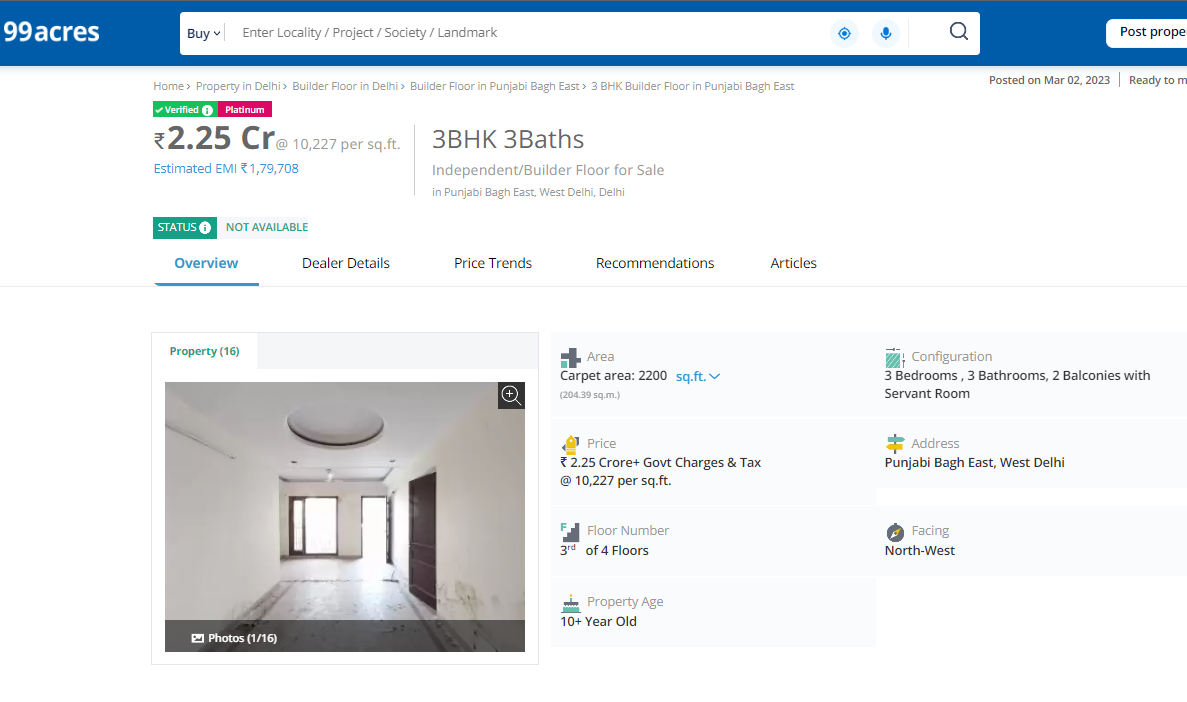 99acres
Buy
Enter Locality / Project / Society / Landmark
Home › Property in Delhi › Builder Floor in Delhi › Builder Floor in Punjabi Bagh East › 3 BHK Builder Floor in Punjabi Bagh East
Posted on Mar 02, 2023
Ready to m
Verified
Platinum
₹2.25 Cr@ 10,227 per sq.ft.
Estimated EMI ₹1,79,708
3BHK 3Baths
Independent/Builder Floor for Sale
in Punjabi Bagh East, West Delhi, Delhi
Post prope
STATUS
NOT AVAILABLE
Overview
Dealer Details
Price Trends
Recommendations
Articles
Property (16)
Photos (1/16)
Area
Carpet area: 2200 sq.ft.
(204.39 sq.m.)
Configuration
3 Bedrooms , 3 Bathrooms, 2 Balconies with
Servant Room
Price
₹ 2.25 Crore+ Govt Charges & Tax
@ 10,227 per sq.ft.
Address
Punjabi Bagh East, West Delhi
F
Floor Number
3rd of 4 Floors
Facing
North-West
Property Age
10+ Year Old